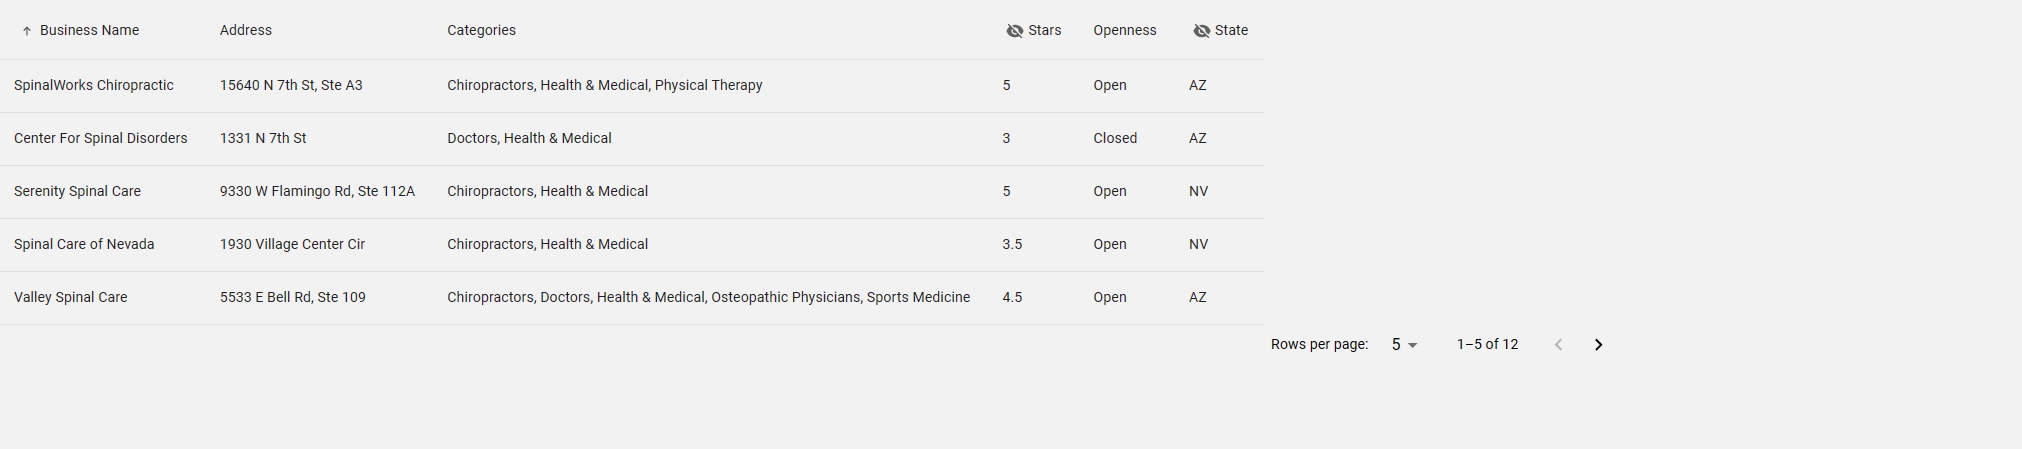 Business Name Address Categories Stars Openness State
SpinalWorks Chiropractic 15640 N 7th St, Ste A3 Chiropractors, Health & Medical, Physical Therapy 5 Open AZ
Center For Spinal Disorders 1331 N 7th St Doctors, Health & Medical 3 Closed AZ
Serenity Spinal Care 9330 W Flamingo Rd, Ste 112A Chiropractors, Health & Medical 5 Open NV
Spinal Care of Nevada 1930 Village Center Cir Chiropractors, Health & Medical 3.5 Open NV
Valley Spinal Care 5533 E Bell Rd, Ste 109 Chiropractors, Doctors, Health & Medical, Osteopathic Physicians, Sports Medicine 4.5 Open AZ
Rows per page: 5 1–5 of 12